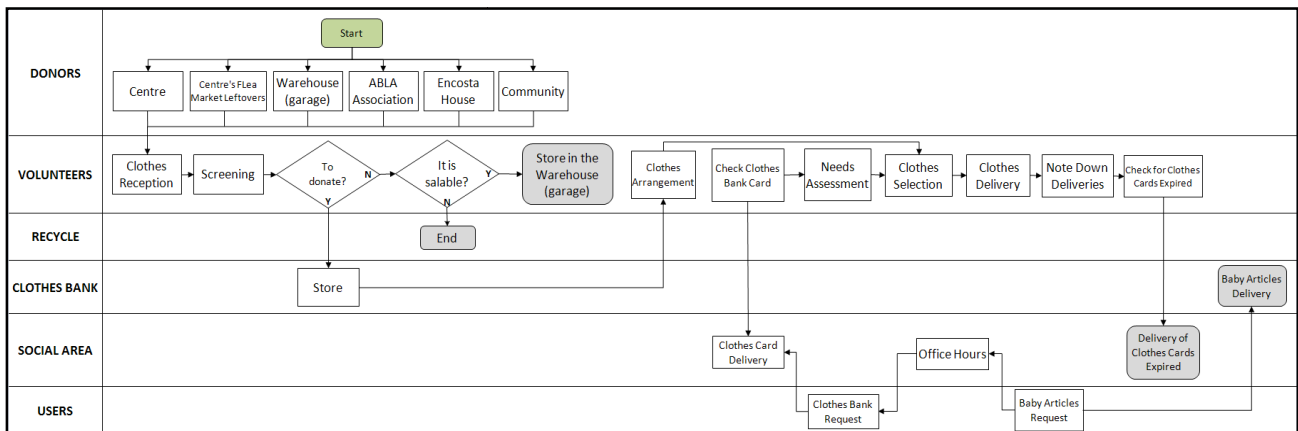 Start
DONORS
Centre
Centre's FLea
Market Leftovers
Warehouse
(garage)
ABLA
Association
Encosta
House
Community
VOLUNTEERS
Clothes
Reception
Screening
To
donate?
N
Y
It is
salable?
Y
N
Store in the
Warehouse
(garage)
Clothes
Arrangement
Check Clothes
Bank Card
Needs
Assessment
Clothes
Selection
Clothes
Delivery
Note Down
Deliveries
Check for Clothes
Cards Expired
RECYCLE
End
CLOTHES BANK
Store
Baby Articles
Delivery
SOCIAL AREA
Clothes Card
Delivery
Office Hours
Delivery of
Clothes Cards
Expired
USERS
Clothes Bank
Request
Baby Articles
Request